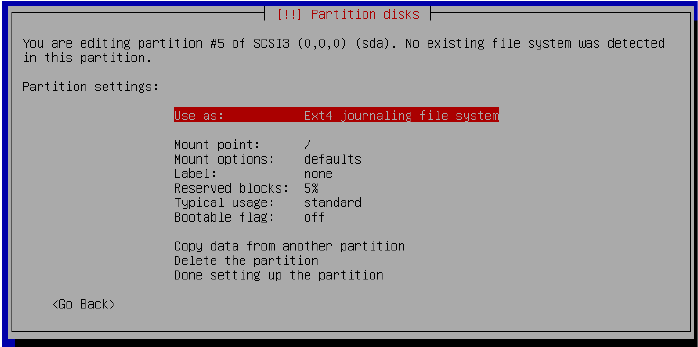 [!!] Partition disks
You are editing partition #5 of SCSI3 (0,0,0) (sda). No existing file system was detected
in this partition.
Partition settings:
Use as: Ext4 journaling file system
Mount point: /
Mount options: defaults
Label: none
Reserved blocks: 5%
Typical usage: standard
Bootable flag: off
Copy data from another partition
Delete the partition
Done setting up the partition
<Go Back>